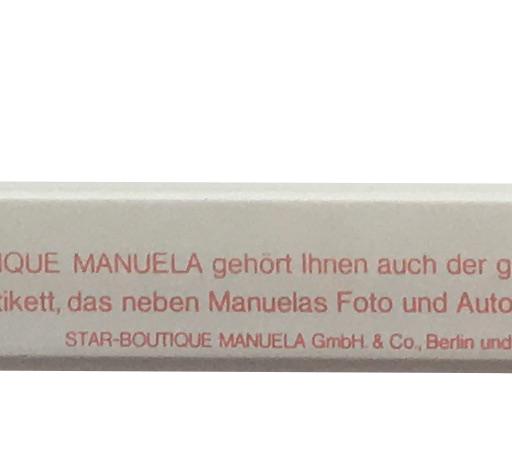 IQUE MANUELA gehört Ihnen auch der g
tikett, das neben Manuelas Foto und Auto
STAR-BOUTIQUE MANUELA GmbH. & Co., Berlin und